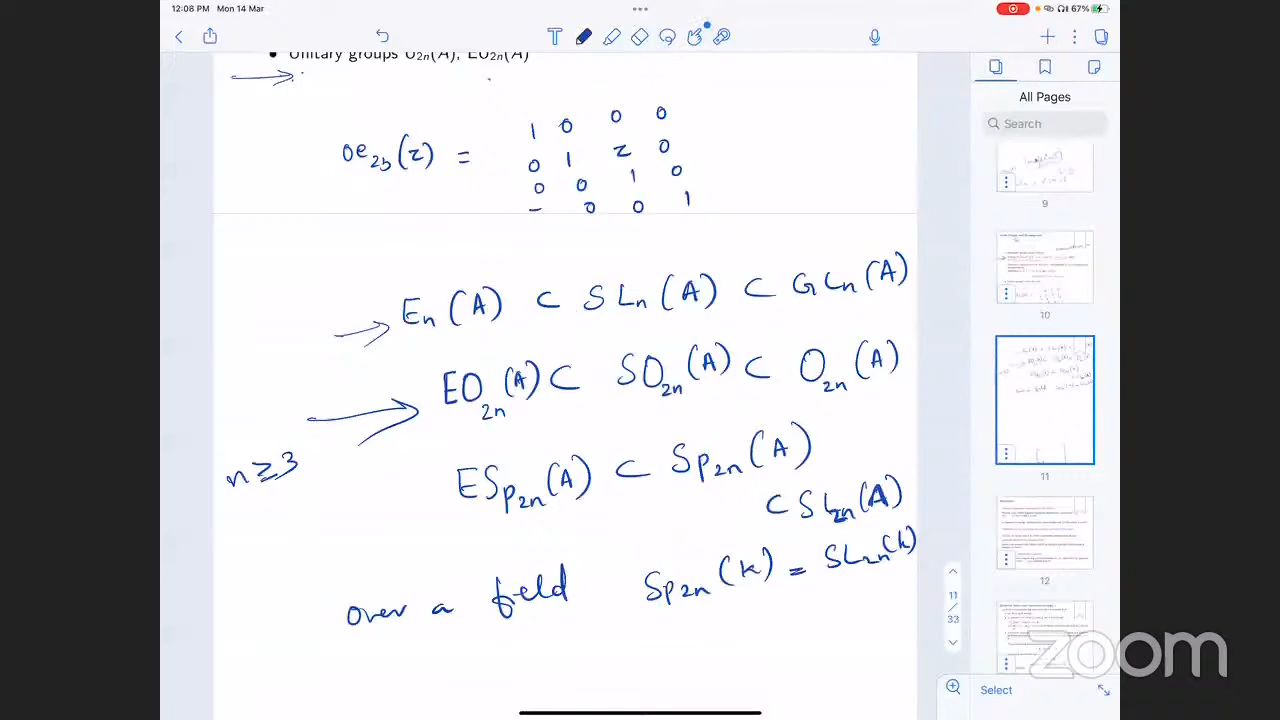 12:08 PM Mon 14 Mar
67%
• Unitary groups U₂ₙ(A), EU₂ₙ(A)
oe₂₃(z) =
1 0 0 0
0 1 z 0
0 0 1 0
– 0 0 1
Eₙ(A) ⊂ SLₙ(A) ⊂ GLₙ(A)
EO₂ₙ(A) ⊂ SO₂ₙ(A) ⊂ O₂ₙ(A)
n ≥ 3
ESp₂ₙ(A) ⊂ Sp₂ₙ(A)
⊂ SL₂ₙ(A)
over a field Sp₂ₙ(k) = SL₂ₙ(k)
All Pages
Search
9
10
11
12
11
/
33
Select
zoom